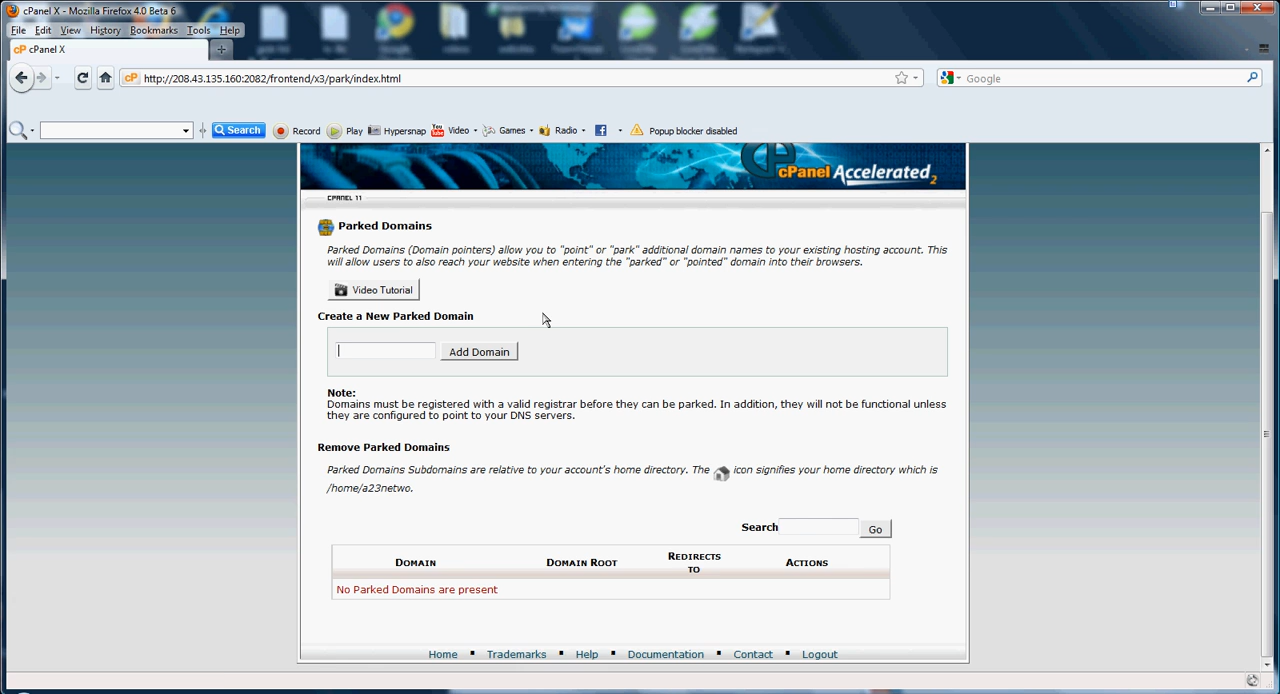 cPanel X - Mozilla Firefox 4.0 Beta 6
File Edit View History Bookmarks Tools Help
cP cPanel X
cP http://208.43.135.160:2082/frontend/x3/park/index.html
Google
Search Record Play Hypersnap You Tube Video Games Radio Popup blocker disabled
cP cPanel Accelerated 2
CPANEL 11
Parked Domains
Parked Domains (Domain pointers) allow you to "point" or "park" additional domain names to your existing hosting account. This
will allow users to also reach your website when entering the "parked" or "pointed" domain into their browsers.
Video Tutorial
Create a New Parked Domain
Add Domain
Note:
Domains must be registered with a valid registrar before they can be parked. In addition, they will not be functional unless
they are configured to point to your DNS servers.
Remove Parked Domains
Parked Domains Subdomains are relative to your account's home directory. The icon signifies your home directory which is
/home/a23netwo.
Search Go
DOMAIN DOMAIN ROOT REDIRECTS TO ACTIONS
No Parked Domains are present
Home Trademarks Help Documentation Contact Logout